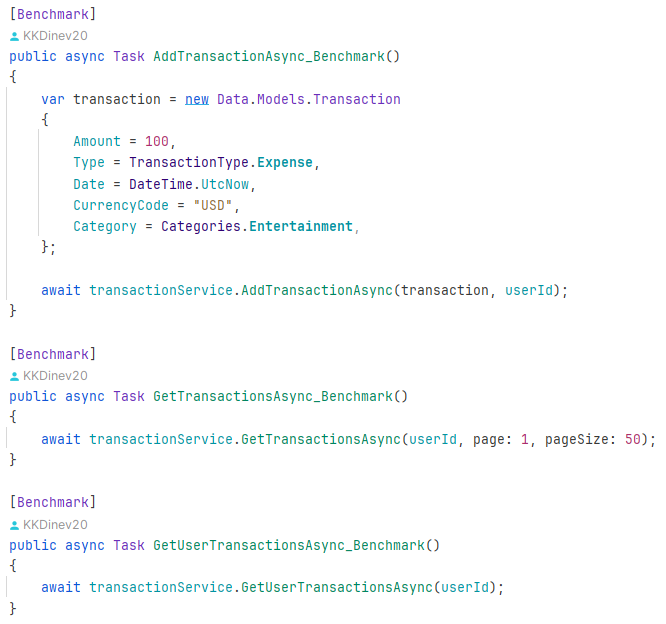 [Benchmark]
KKDinev20
public async Task AddTransactionAsync_Benchmark()
{
    var transaction = new Data.Models.Transaction
    {
        Amount = 100,
        Type = TransactionType.Expense,
        Date = DateTime.UtcNow,
        CurrencyCode = "USD",
        Category = Categories.Entertainment,
    };

    await transactionService.AddTransactionAsync(transaction, userId);
}

[Benchmark]
KKDinev20
public async Task GetTransactionsAsync_Benchmark()
{
    await transactionService.GetTransactionsAsync(userId, page: 1, pageSize: 50);
}

[Benchmark]
KKDinev20
public async Task GetUserTransactionsAsync_Benchmark()
{
    await transactionService.GetUserTransactionsAsync(userId);
}